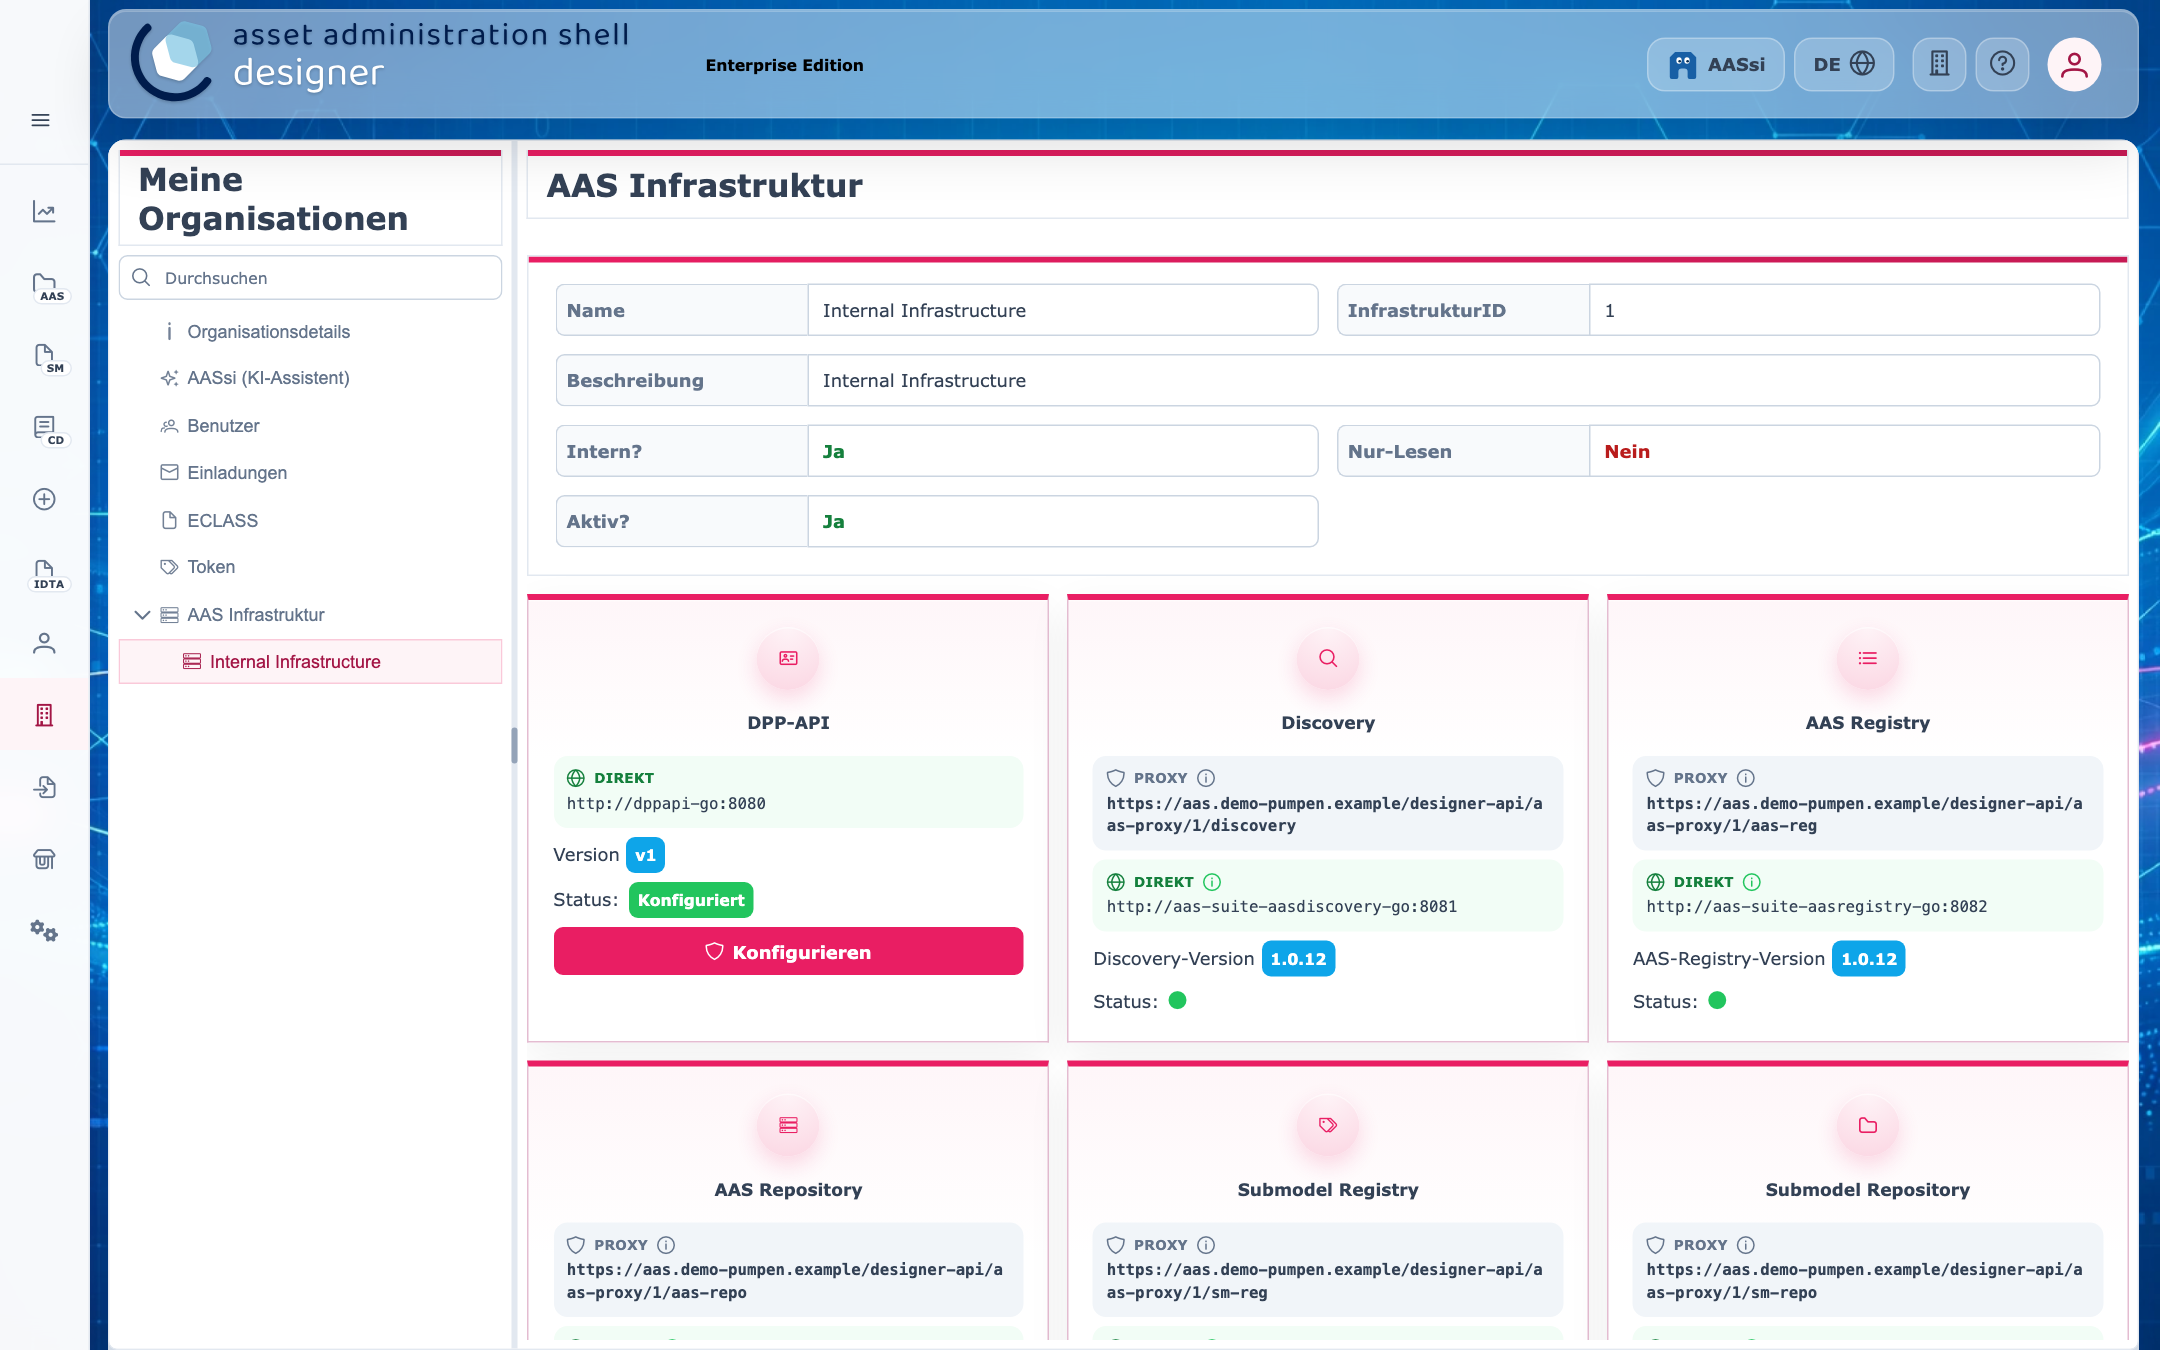 asset administration shell
designer
Enterprise Edition
AASsi
DE
AAS
SM
CD
IDTA
Meine
Organisationen
Durchsuchen
Organisationsdetails
AASsi (KI-Assistent)
Benutzer
Einladungen
ECLASS
Token
AAS Infrastruktur
Internal Infrastructure
AAS Infrastruktur
Name
Internal Infrastructure
InfrastrukturID
1
Beschreibung
Internal Infrastructure
Intern?
Ja
Nur-Lesen
Nein
Aktiv?
Ja
DPP-API
DIREKT
http://dppapi-go:8080
Version v1
Status: Konfiguriert
Konfigurieren
Discovery
PROXY
https://aas.demo-pumpen.example/designer-api/a
as-proxy/1/discovery
DIREKT
http://aas-suite-aasdiscovery-go:8081
Discovery-Version 1.0.12
Status:
AAS Registry
PROXY
https://aas.demo-pumpen.example/designer-api/a
as-proxy/1/aas-reg
DIREKT
http://aas-suite-aasregistry-go:8082
AAS-Registry-Version 1.0.12
Status:
AAS Repository
PROXY
https://aas.demo-pumpen.example/designer-api/a
as-proxy/1/aas-repo
Submodel Registry
PROXY
https://aas.demo-pumpen.example/designer-api/a
as-proxy/1/sm-reg
Submodel Repository
PROXY
https://aas.demo-pumpen.example/designer-api/a
as-proxy/1/sm-repo